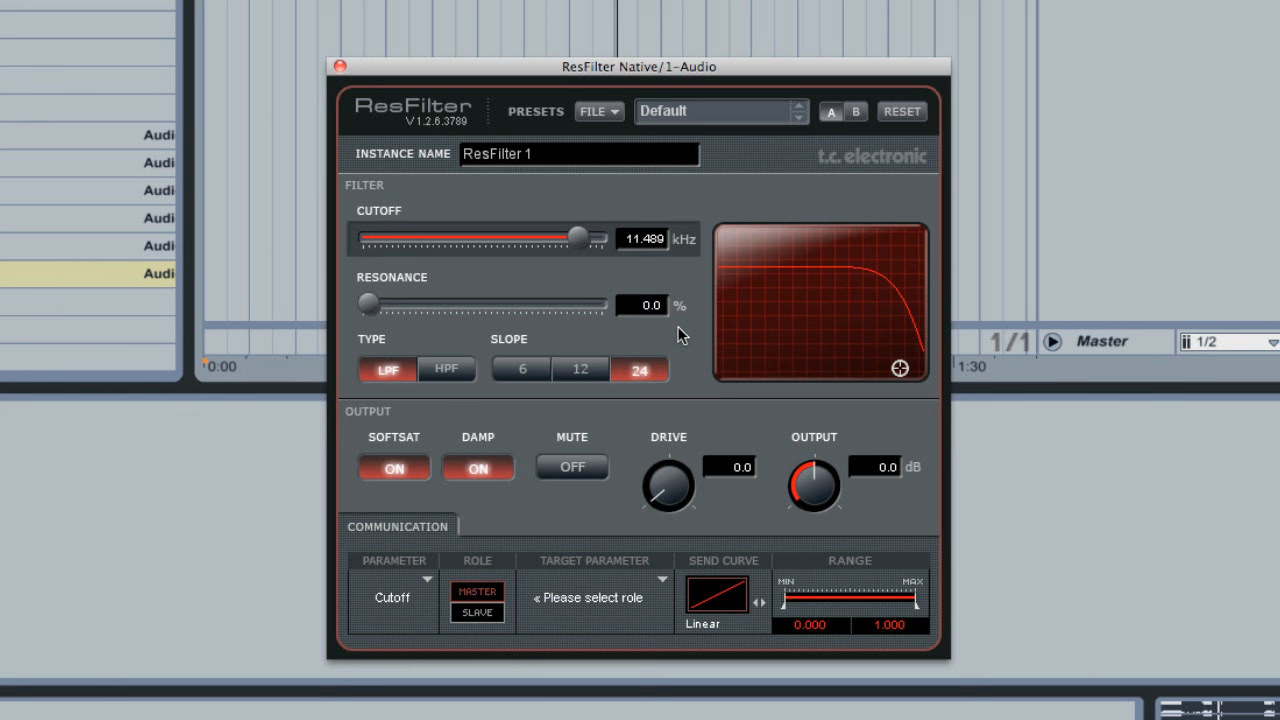 ResFilter Native/1-Audio
ResFilter
V 1.2.6.3789
PRESETS FILE Default A B RESET
INSTANCE NAME ResFilter 1
t.c. electronic
FILTER
CUTOFF
11.489 kHz
RESONANCE
0.0 %
TYPE SLOPE
LPF HPF 6 12 24
OUTPUT
SOFTSAT DAMP MUTE DRIVE OUTPUT
ON ON OFF 0.0 0.0 dB
COMMUNICATION
PARAMETER ROLE TARGET PARAMETER SEND CURVE RANGE
MIN MAX
Cutoff MASTER « Please select role
SLAVE
Linear 0.000 1.000
Audi
Audi
Audi
Audi
Audi
Audi
0:00
1/1 Master 1/2
1:30